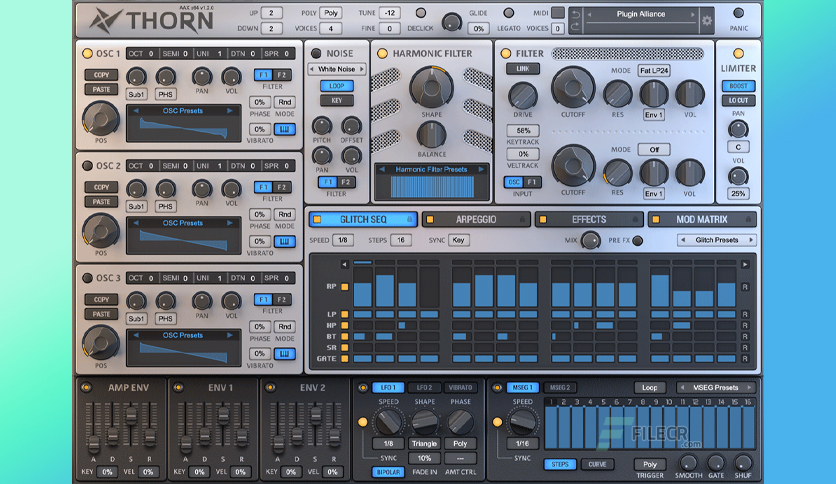 THORN
AAX x64 v1.2.0
UP 2 POLY Poly TUNE -12 GLIDE MIDI Plugin Alliance
DOWN 2 VOICES 4 FINE 0 DECLICK 0% LEGATO VOICES 0 PANIC
OSC 1 OCT 0 SEMI 0 UNI 1 DTN 0 SPR 0
COPY
PASTE
Sub1 PHS PAN VOL
F 1 F 2
FILTER
0% Rnd
PHASE MODE
OSC Presets
0%
VIBRATO
POS
OSC 2 OCT 0 SEMI 0 UNI 1 DTN 0 SPR 0
COPY
PASTE
Sub1 PHS PAN VOL
F 1 F 2
FILTER
0% Rnd
PHASE MODE
OSC Presets
0%
VIBRATO
POS
OSC 3 OCT 0 SEMI 0 UNI 1 DTN 0 SPR 0
COPY
PASTE
Sub1 PHS PAN VOL
F 1 F 2
FILTER
0% Rnd
PHASE MODE
OSC Presets
0%
VIBRATO
POS
NOISE
White Noise
LOOP
KEY
PITCH OFFSET
PAN VOL
F 1 F 2
FILTER
HARMONIC FILTER
SHAPE
BALANCE
Harmonic Filter Presets
FILTER
LINK
MODE Fat LP24
DRIVE CUTOFF RES Env 1 VOL
58%
KEYTRACK
0%
VELTRACK
OSC F 1
INPUT
MODE Off
CUTOFF RES Env 1 VOL
LIMITER
BOOST
LO CUT
PAN
C
VOL
25%
GLITCH SEQ ARPEGGIO EFFECTS MOD MATRIX
SPEED 1/8 STEPS 16 SYNC Key MIX PRE FX Glitch Presets
RP R
LP R
HP R
BT R
SR R
GATE R
AMP ENV
A D S R
KEY 0% VEL 0%
ENV 1
A D S R
KEY 0% VEL 0%
ENV 2
A D S R
KEY 0% VEL 0%
LFO 1 LFO 2 VIBRATO
SPEED SHAPE PHASE
1/8 Triangle Poly
SYNC 10% ---
BIPOLAR FADE IN AMT CTRL
MSEG 1 MSEG 2 Loop VSEG Presets
SPEED 1 2 3 4 5 6 7 8 9 10 11 12 13 14 15 16
1/16
SYNC
FILECR
.com
STEPS CURVE Poly
TRIGGER SMOOTH GATE SHUF